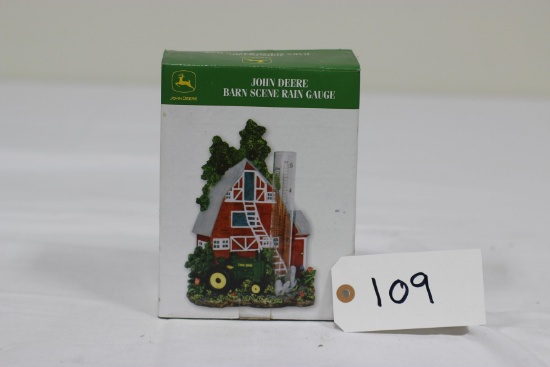 JOHN DEERE
JOHN DEERE
BARN SCENE RAIN GAUGE
109